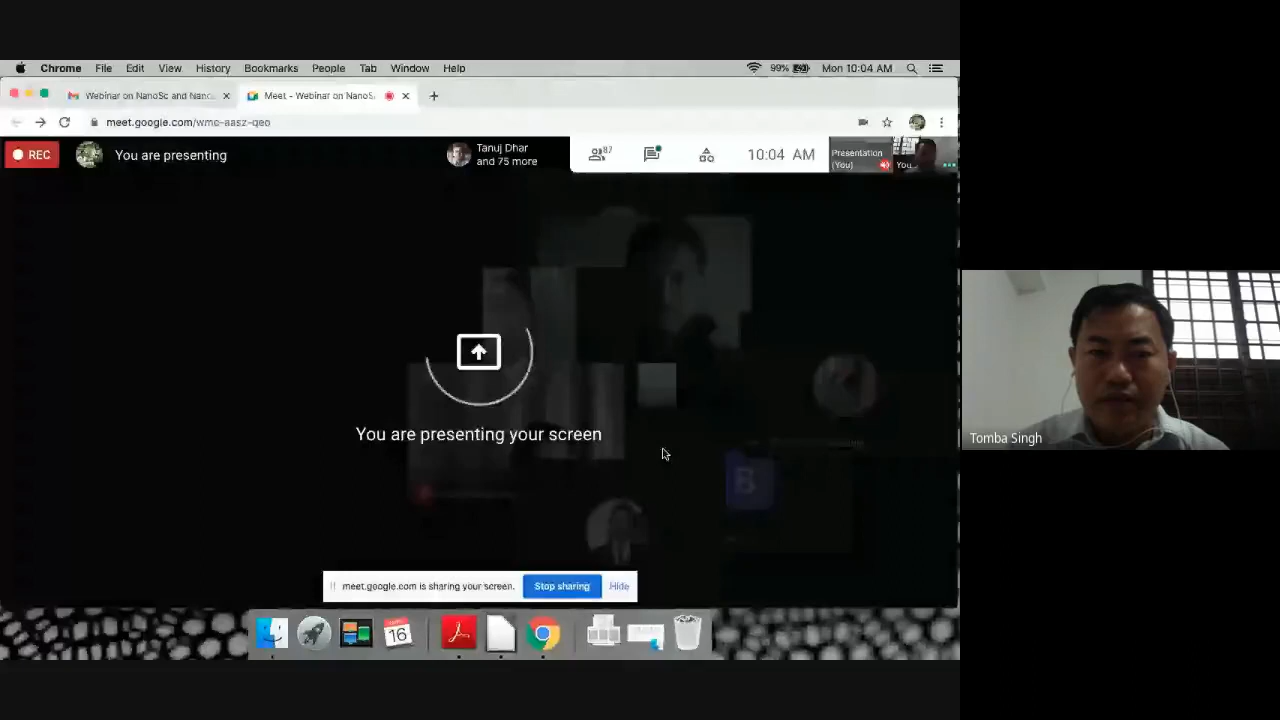 Chrome File Edit View History Bookmarks People Tab Window Help 99% Mon 10:04 AM
Webinar on NanoSc and Nano Meet - Webinar on NanoS
meet.google.com/wmc-aasz-qeo
REC You are presenting
Tanuj Dhar
and 75 more
87
10:04 AM
Presentation
(You)
You
You are presenting your screen
B
Tomba Singh
meet.google.com is sharing your screen. Stop sharing Hide
16